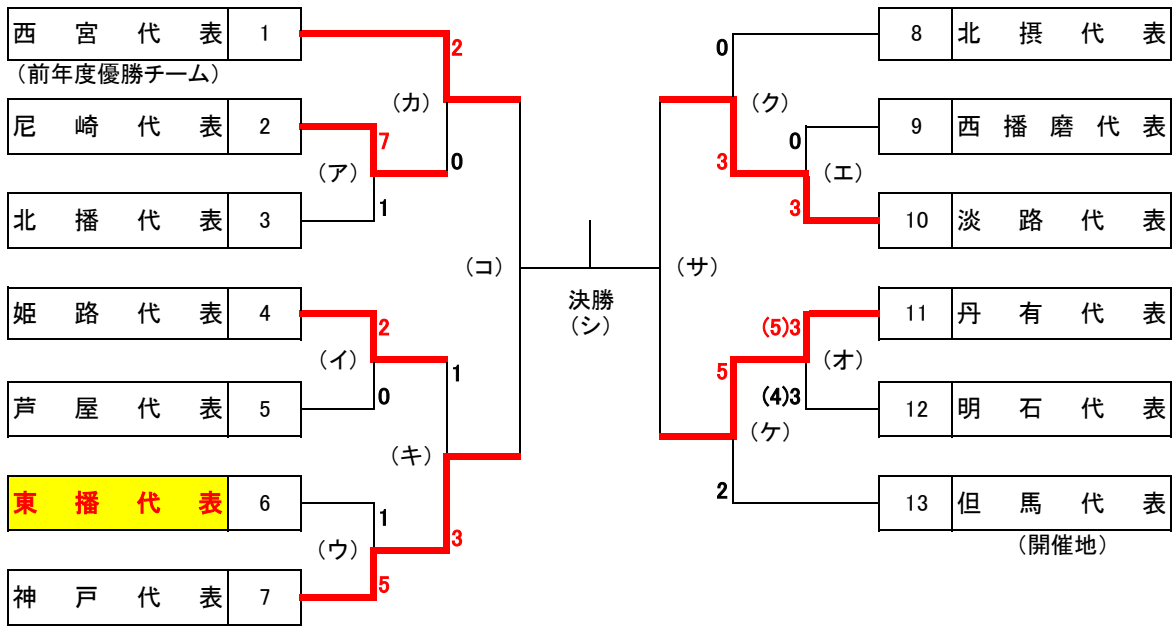 西宮代表 1
(前年度優勝チーム)
尼崎代表 2
北播代表 3
姫路代表 4
芦屋代表 5
東播代表 6
神戸代表 7
2
(カ)
0
7
(ア)
1
(コ)
2
(イ)
0
1
(キ)
3
1
(ウ)
5
決勝
(シ)
(サ)
0
(ク)
3
0
(エ)
3
(5)3
(オ)
(4)3
5
(ケ)
2
8 北摂代表
9 西播磨代表
10 淡路代表
11 丹有代表
12 明石代表
13 但馬代表
(開催地)